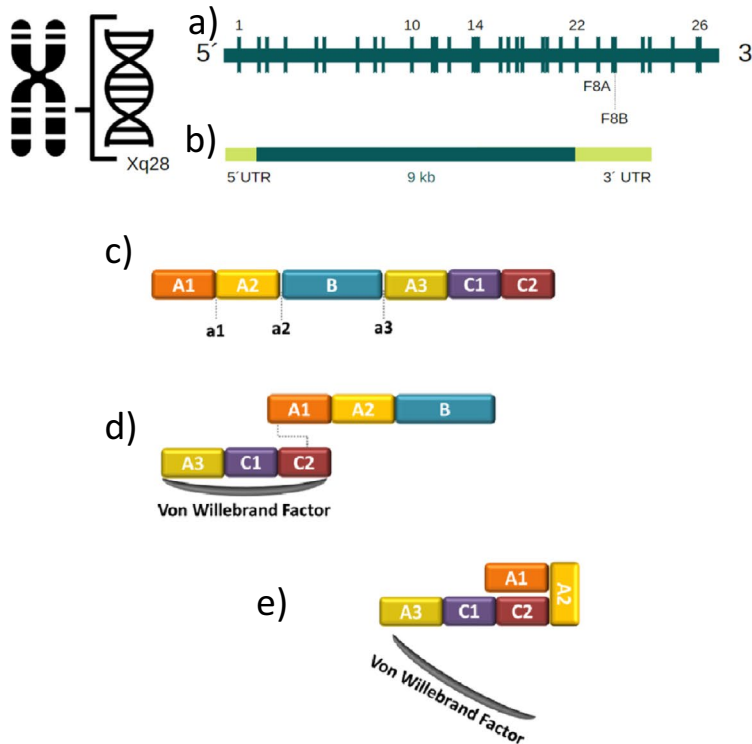 a)
1 10 14 22 26
5´ 3
F8A
F8B
Xq28
b)
5´UTR 9 kb 3´ UTR
c)
A1 A2 B A3 C1 C2
a1 a2 a3
d)
A1 A2 B
A3 C1 C2
Von Willebrand Factor
e)
A1
A2
A3 C1 C2
Von Willebrand Factor